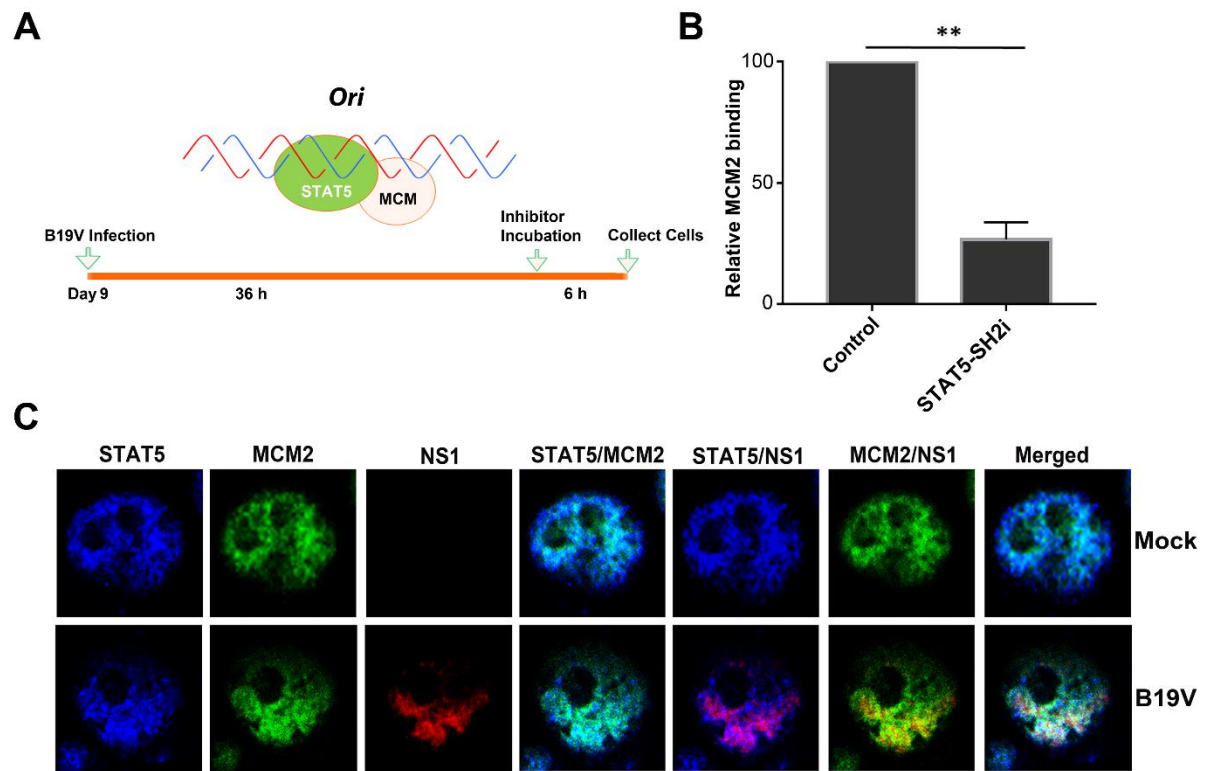 A
Ori
STAT5
MCM
B19V Infection
Inhibitor
Incubation
Collect Cells
Day 9
36 h
6 h
B
**
Relative MCM2 binding
100
50
0
Control
STAT5-SH2i
C
STAT5
MCM2
NS1
STAT5/MCM2
STAT5/NS1
MCM2/NS1
Merged
Mock
B19V